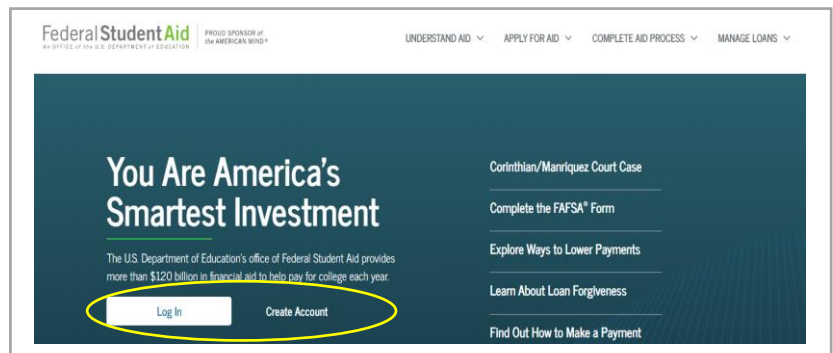 Federal Student Aid
An OFFICE of the U.S. DEPARTMENT of EDUCATION
PROUD SPONSOR of
the AMERICAN MIND®
UNDERSTAND AID
APPLY FOR AID
COMPLETE AID PROCESS
MANAGE LOANS
You Are America's
Smartest Investment
The U.S. Department of Education's office of Federal Student Aid provides
more than $120 billion in financial aid to help pay for college each year.
Log In
Create Account
Corinthian/Manriquez Court Case
Complete the FAFSA® Form
Explore Ways to Lower Payments
Learn About Loan Forgiveness
Find Out How to Make a Payment